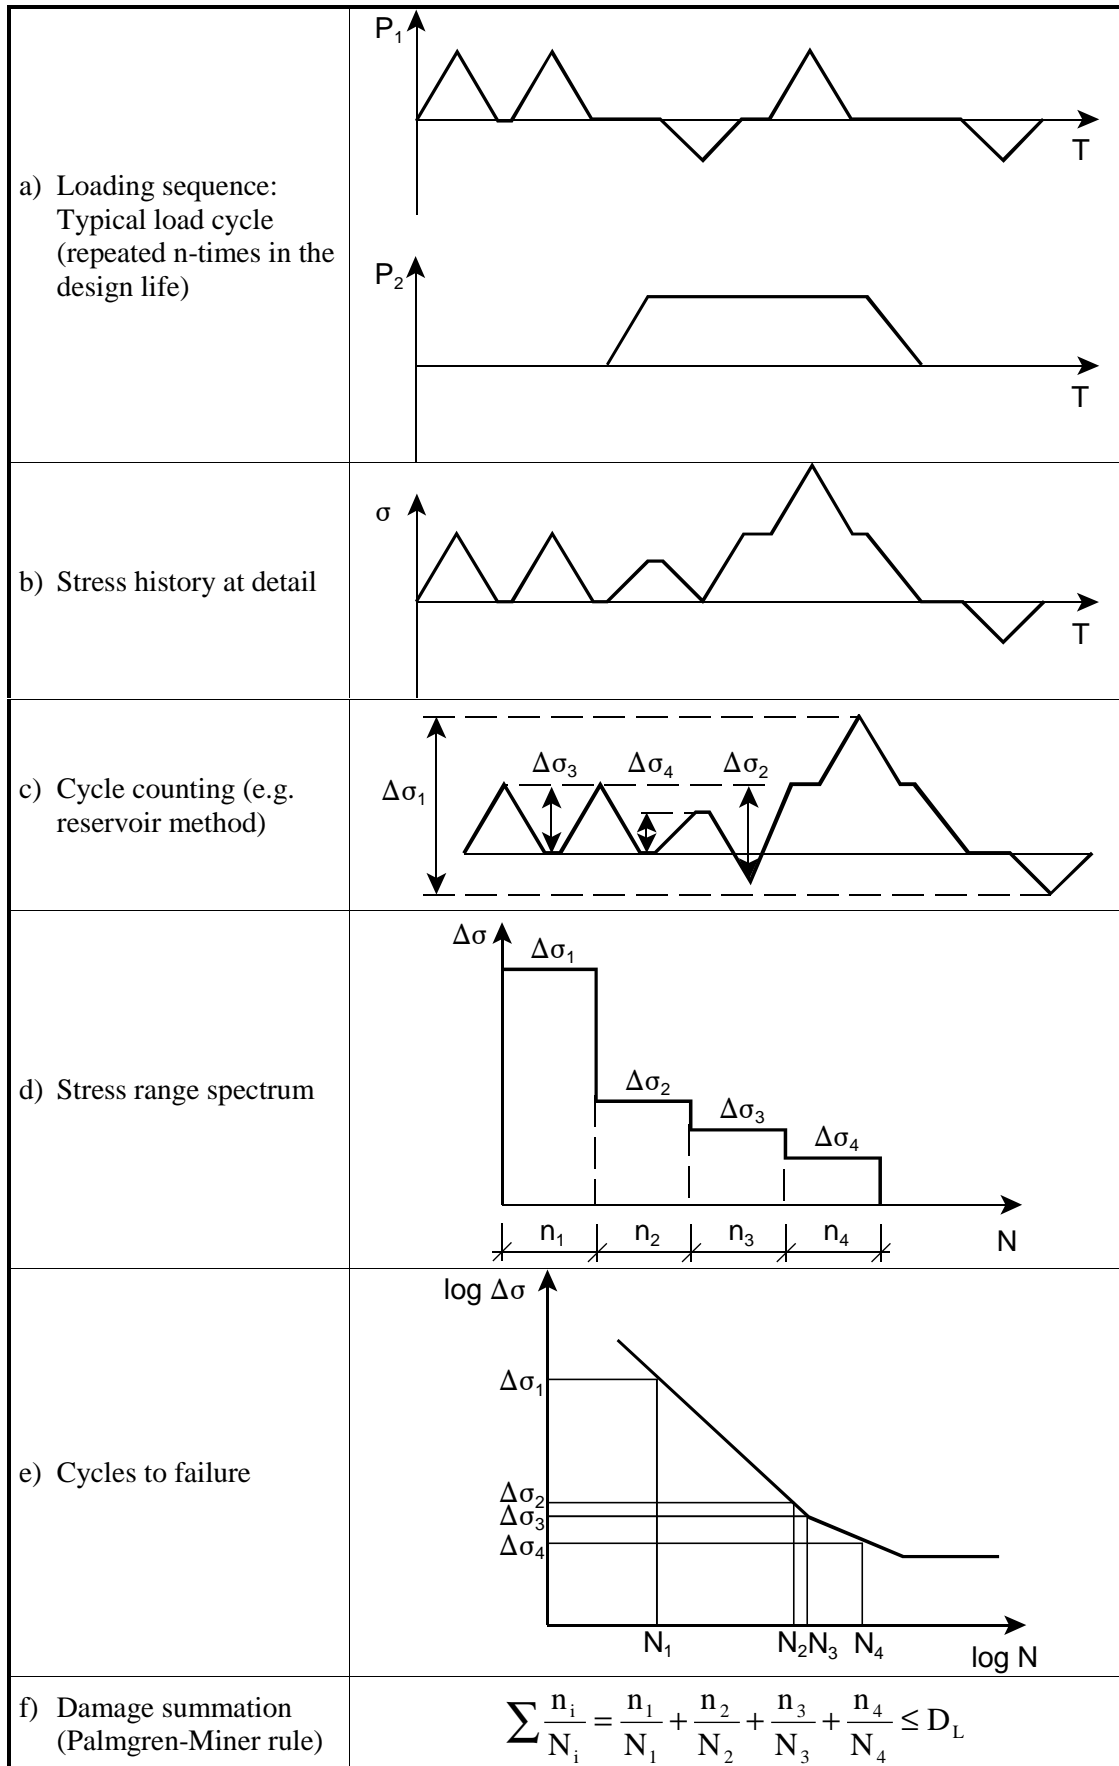 P₁
T
a) Loading sequence:
Typical load cycle
(repeated n-times in the
design life)
P₂
T
σ
b) Stress history at detail
T
Δσ₃ Δσ₄ Δσ₂
c) Cycle counting (e.g.
reservoir method)
Δσ₁
Δσ
Δσ₁
d) Stress range spectrum
Δσ₂
Δσ₃
Δσ₄
n₁ n₂ n₃ n₄ N
log Δσ
Δσ₁
e) Cycles to failure
Δσ₂
Δσ₃
Δσ₄
N₁ N₂ N₃ N₄
log N
f) Damage summation
(Palmgren-Miner rule)
∑ nᵢ/Nᵢ = n₁/N₁ + n₂/N₂ + n₃/N₃ + n₄/N₄ ≤ D_L